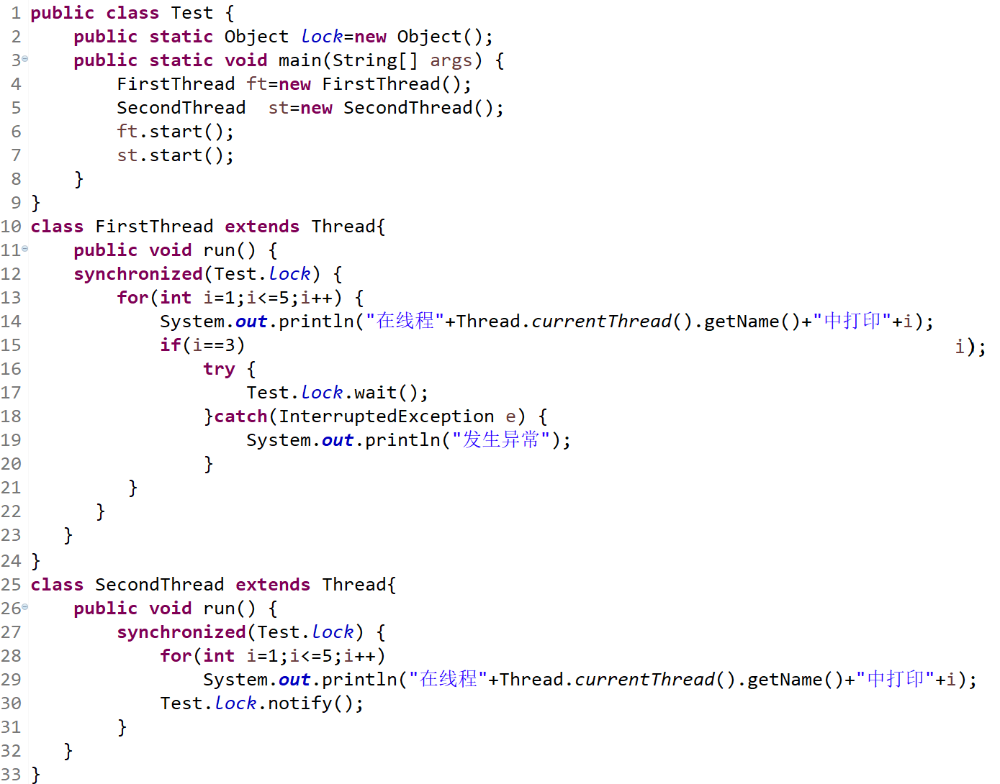 1 public class Test {
2     public static Object lock=new Object();
3     public static void main(String[] args) {
4         FirstThread ft=new FirstThread();
5         SecondThread  st=new SecondThread();
6         ft.start();
7         st.start();
8     }
9 }
10 class FirstThread extends Thread{
11     public void run() {
12     synchronized(Test.lock) {
13         for(int i=1;i<=5;i++) {
14             System.out.println("在线程"+Thread.currentThread().getName()+"中打印"+i);
15             if(i==3) i);
16                 try {
17                     Test.lock.wait();
18                 }catch(InterruptedException e) {
19                     System.out.println("发生异常");
20                 }
21          }
22       }
23    }
24 }
25 class SecondThread extends Thread{
26     public void run() {
27         synchronized(Test.lock) {
28             for(int i=1;i<=5;i++)
29                 System.out.println("在线程"+Thread.currentThread().getName()+"中打印"+i);
30             Test.lock.notify();
31         }
32    }
33 }